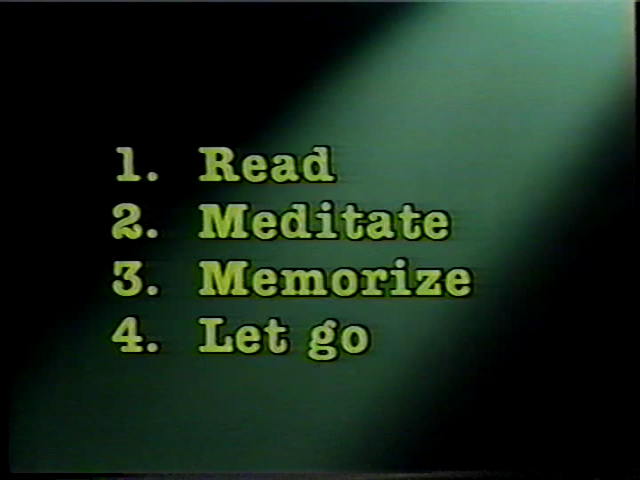 1. Read
2. Meditate
3. Memorize
4. Let go